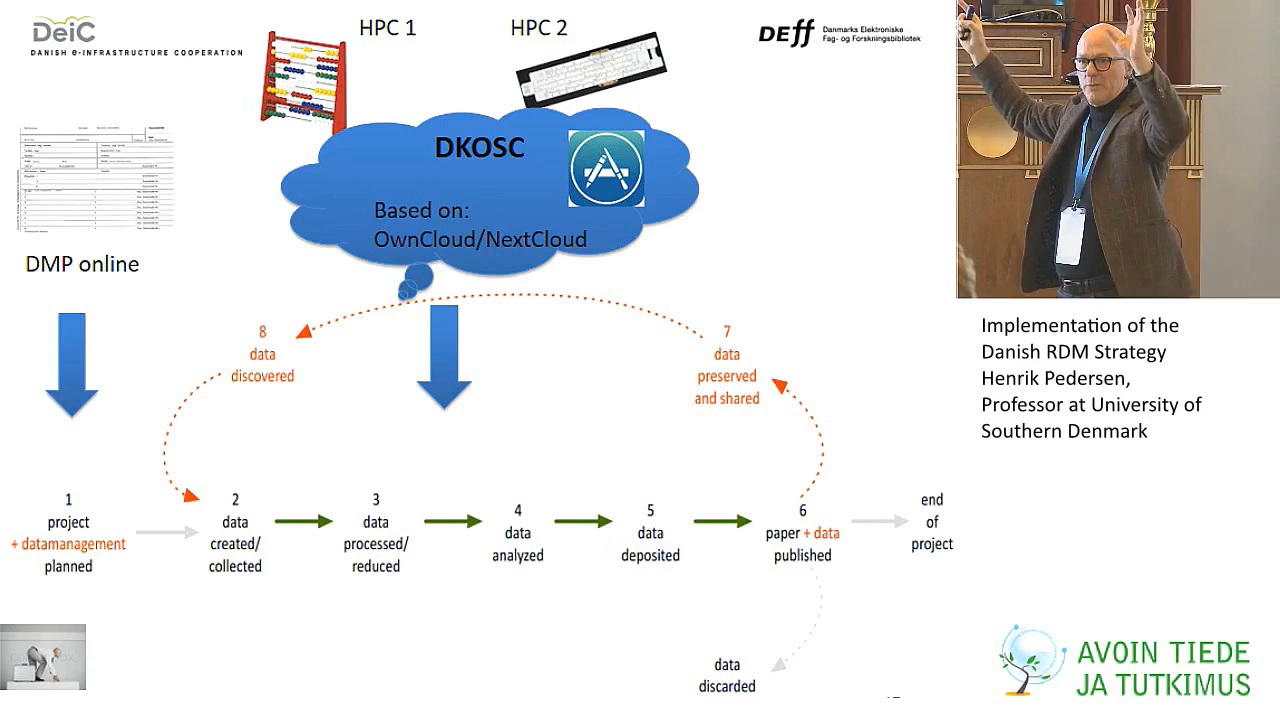 DeiC
DANISH e-INFRASTRUCTURE COOPERATION
HPC 1
HPC 2
DEff
Danmarks Elektroniske
Fag- og Forskningsbibliotek
DKOSC
Based on:
OwnCloud/NextCloud
DMP online
8
data
discovered
7
data
preserved
and shared
1
project
+ datamanagement
planned
2
data
created/
collected
3
data
processed/
reduced
4
data
analyzed
5
data
deposited
6
paper + data
published
end
of
project
data
discarded
Implementation of the
Danish RDM Strategy
Henrik Pedersen,
Professor at University of
Southern Denmark
AVOIN TIEDE
JA TUTKIMUS